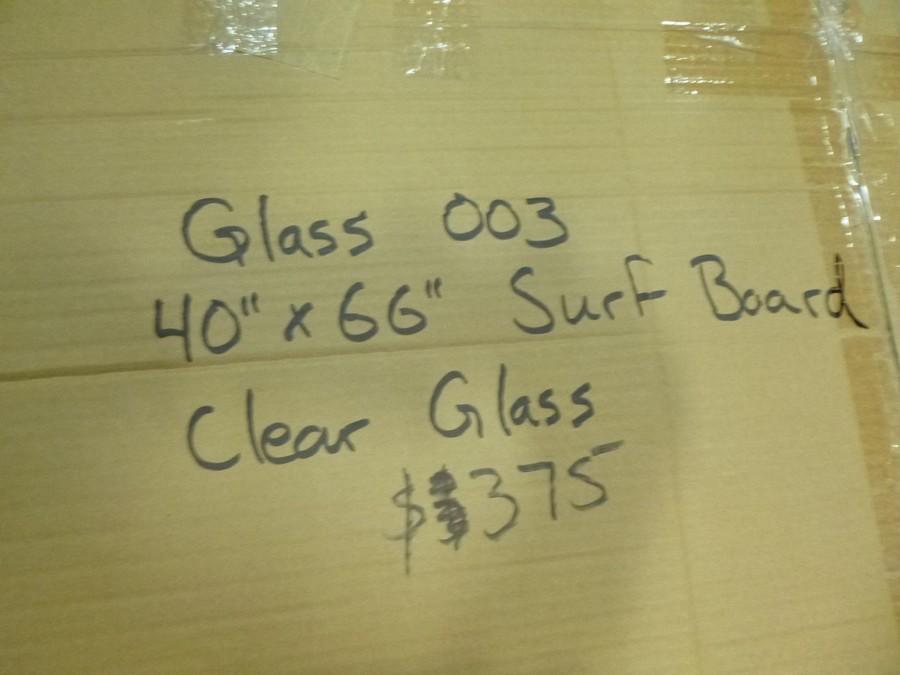 Glass 003
40" x 66" Surf Board
Clear Glass
$375